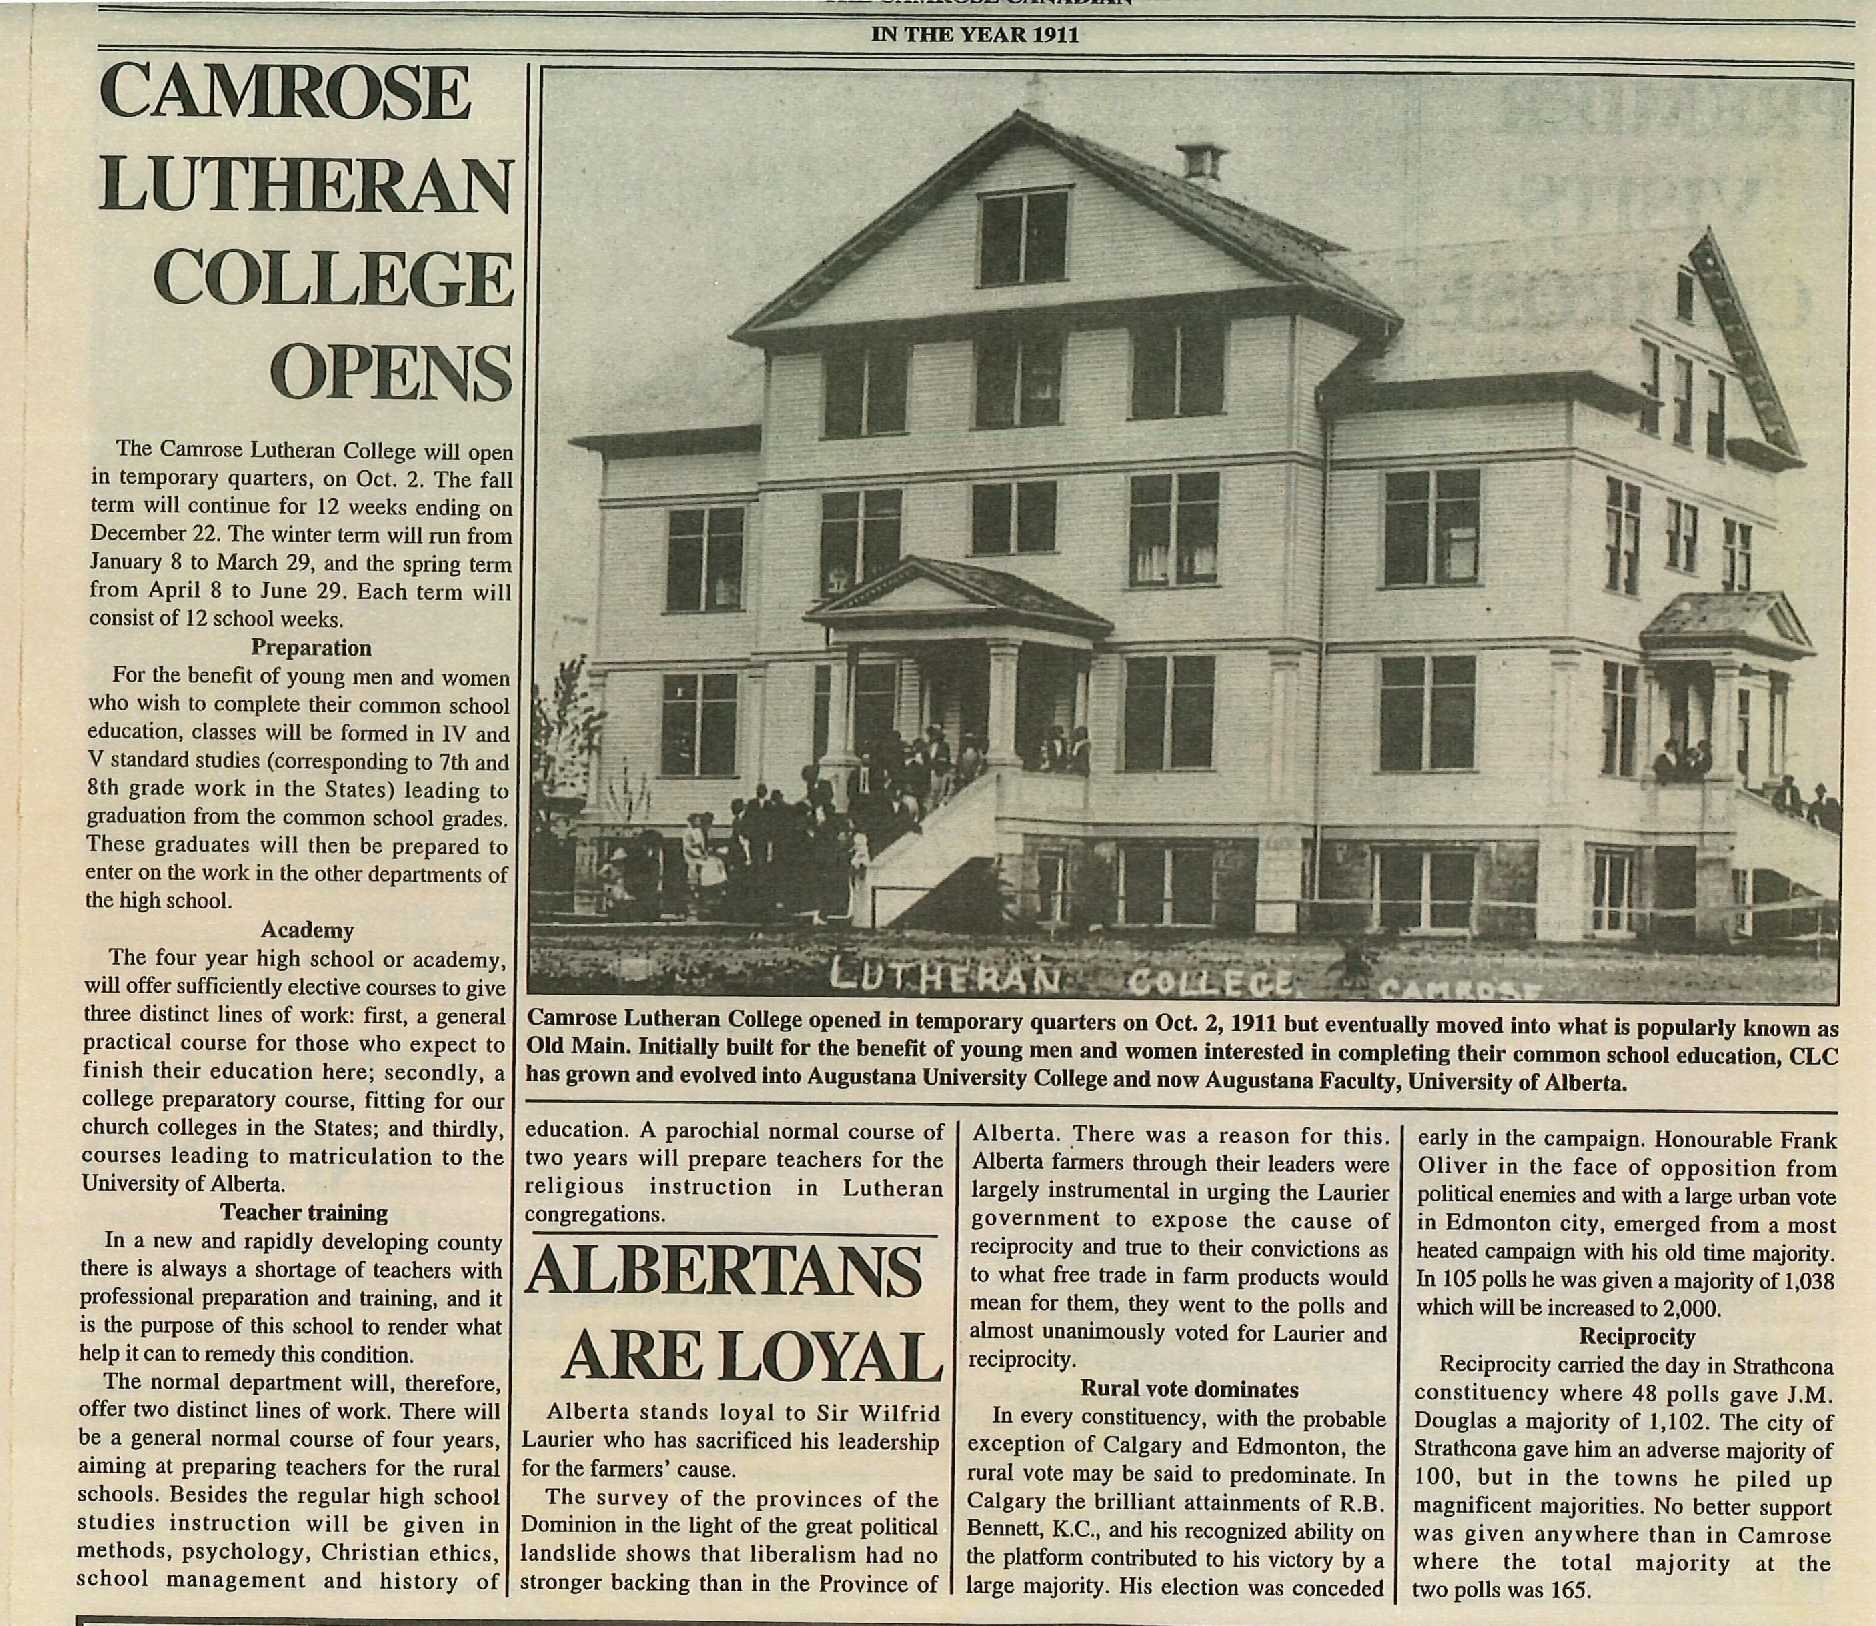 THE CAMROSE CANADIAN
IN THE YEAR 1911
CAMROSE
LUTHERAN
COLLEGE
OPENS
The Camrose Lutheran College will open
in temporary quarters, on Oct. 2. The fall
term will continue for 12 weeks ending on
December 22. The winter term will run from
January 8 to March 29, and the spring term
from April 8 to June 29. Each term will
consist of 12 school weeks.
Preparation
For the benefit of young men and women
who wish to complete their common school
education, classes will be formed in IV and
V standard studies (corresponding to 7th and
8th grade work in the States) leading to
graduation from the common school grades.
These graduates will then be prepared to
enter on the work in the other departments of
the high school.
Academy
The four year high school or academy,
will offer sufficiently elective courses to give
three distinct lines of work: first, a general
practical course for those who expect to
finish their education here; secondly, a
college preparatory course, fitting for our
church colleges in the States; and thirdly,
courses leading to matriculation to the
University of Alberta.
Teacher training
In a new and rapidly developing county
there is always a shortage of teachers with
professional preparation and training, and it
is the purpose of this school to render what
help it can to remedy this condition.
The normal department will, therefore,
offer two distinct lines of work. There will
be a general normal course of four years,
aiming at preparing teachers for the rural
schools. Besides the regular high school
studies instruction will be given in
methods, psychology, Christian ethics,
school management and history of
LUTHERAN COLLEGE. CAMROSE
Camrose Lutheran College opened in temporary quarters on Oct. 2, 1911 but eventually moved into what is popularly known as
Old Main. Initially built for the benefit of young men and women interested in completing their common school education, CLC
has grown and evolved into Augustana University College and now Augustana Faculty, University of Alberta.
education. A parochial normal course of
two years will prepare teachers for the
religious instruction in Lutheran
congregations.
ALBERTANS
ARE LOYAL
Alberta stands loyal to Sir Wilfrid
Laurier who has sacrificed his leadership
for the farmers' cause.
The survey of the provinces of the
Dominion in the light of the great political
landslide shows that liberalism had no
stronger backing than in the Province of
Alberta. There was a reason for this.
Alberta farmers through their leaders were
largely instrumental in urging the Laurier
government to expose the cause of
reciprocity and true to their convictions as
to what free trade in farm products would
mean for them, they went to the polls and
almost unanimously voted for Laurier and
reciprocity.
Rural vote dominates
In every constituency, with the probable
exception of Calgary and Edmonton, the
rural vote may be said to predominate. In
Calgary the brilliant attainments of R.B.
Bennett, K.C., and his recognized ability on
the platform contributed to his victory by a
large majority. His election was conceded
early in the campaign. Honourable Frank
Oliver in the face of opposition from
political enemies and with a large urban vote
in Edmonton city, emerged from a most
heated campaign with his old time majority.
In 105 polls he was given a majority of 1,038
which will be increased to 2,000.
Reciprocity
Reciprocity carried the day in Strathcona
constituency where 48 polls gave J.M.
Douglas a majority of 1,102. The city of
Strathcona gave him an adverse majority of
100, but in the towns he piled up
magnificent majorities. No better support
was given anywhere than in Camrose
where the total majority at the
two polls was 165.